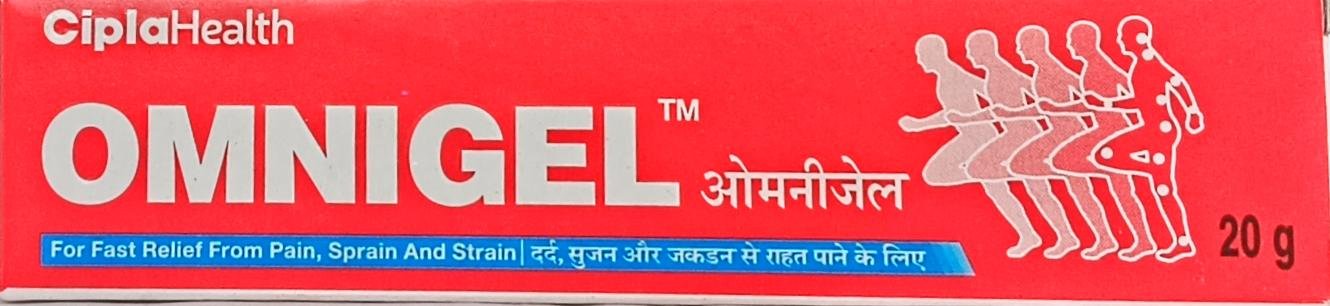 CiplaHealth
OMNIGEL™
ओमनीजेल
For Fast Relief From Pain, Sprain And Strain | दर्द, सुजन और जकडन से राहत पाने के लिए
20 g